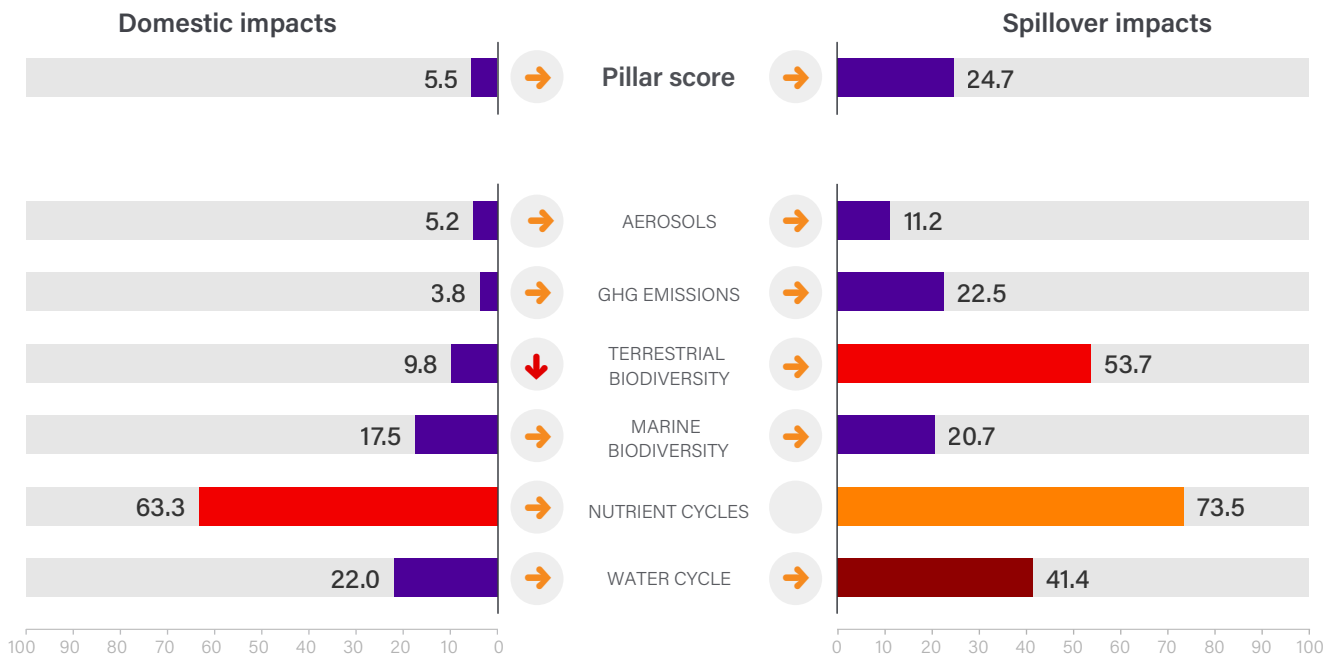 Domestic impacts
Spillover impacts
5.5
Pillar score
24.7
5.2
AEROSOLS
11.2
3.8
GHG EMISSIONS
22.5
9.8
TERRESTRIAL
BIODIVERSITY
53.7
17.5
MARINE
BIODIVERSITY
20.7
63.3
NUTRIENT CYCLES
73.5
22.0
WATER CYCLE
41.4
100 90 80 70 60 50 40 30 20 10 0
0 10 20 30 40 50 60 70 80 90 100